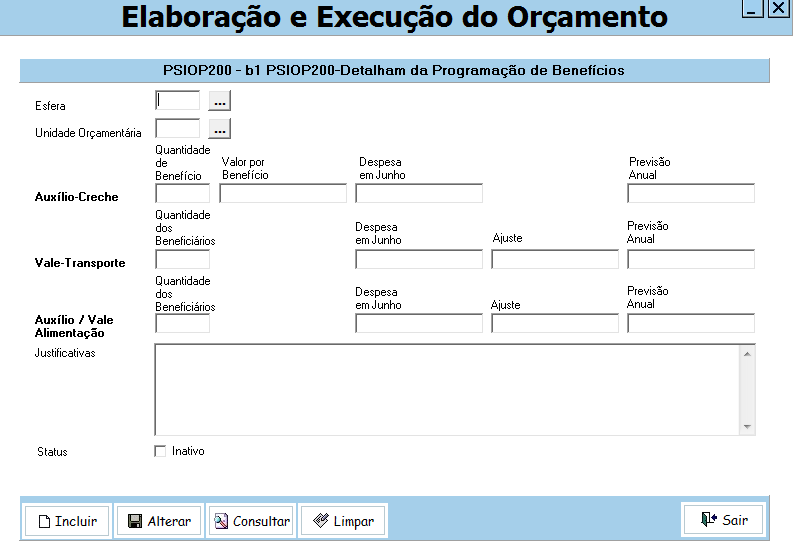 Elaboração e Execução do Orçamento
PSIOP200 - b1 PSIOP200-Detalham da Programação de Benefícios
Esfera
...
Unidade Orçamentária
...
Quantidade de Benefício
Valor por Benefício
Despesa em Junho
Previsão Anual
Auxílio-Creche
Quantidade dos Beneficiários
Despesa em Junho
Ajuste
Previsão Anual
Vale-Transporte
Quantidade dos Beneficiários
Despesa em Junho
Ajuste
Previsão Anual
Auxílio / Vale Alimentação
Justificativas
Status
Inativo
Incluir
Alterar
Consultar
Limpar
Sair